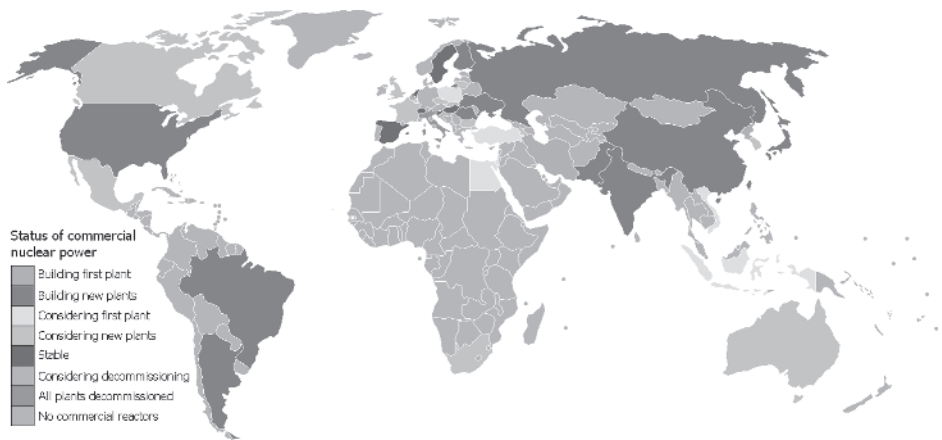 Status of commercial
nuclear power
Building first plant
Building new plants
Considering first plant
Considering new plants
Stable
Considering decommissioning
All plants decommissioned
No commercial reactors